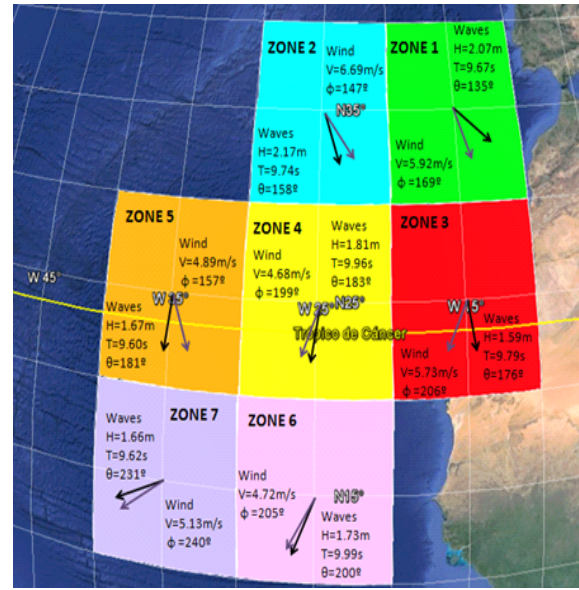 ZONE 2
Wind
V=6.69m/s
ϕ=147º
N35°
Waves
H=2.17m
T=9.74s
θ=158º
ZONE 1
Waves
H=2.07m
T=9.67s
θ=135º
Wind
V=5.92m/s
ϕ=169º
ZONE 5
Wind
V=4.89m/s
ϕ=157º
W 45°
W 35°
Waves
H=1.67m
T=9.60s
θ=181º
ZONE 4
Waves
H=1.81m
T=9.96s
θ=183º
Wind
V=4.68m/s
ϕ=199º
W 25°
N25°
Trópico de Cáncer
ZONE 3
W 15°
Waves
H=1.59m
T=9.79s
θ=176º
Wind
V=5.73m/s
ϕ=206º
Waves
H=1.66m
T=9.62s
θ=231º
ZONE 7
Wind
V=5.13m/s
ϕ=240º
ZONE 6
Wind
V=4.72m/s
ϕ=205º
N15°
Waves
H=1.73m
T=9.99s
θ=200º